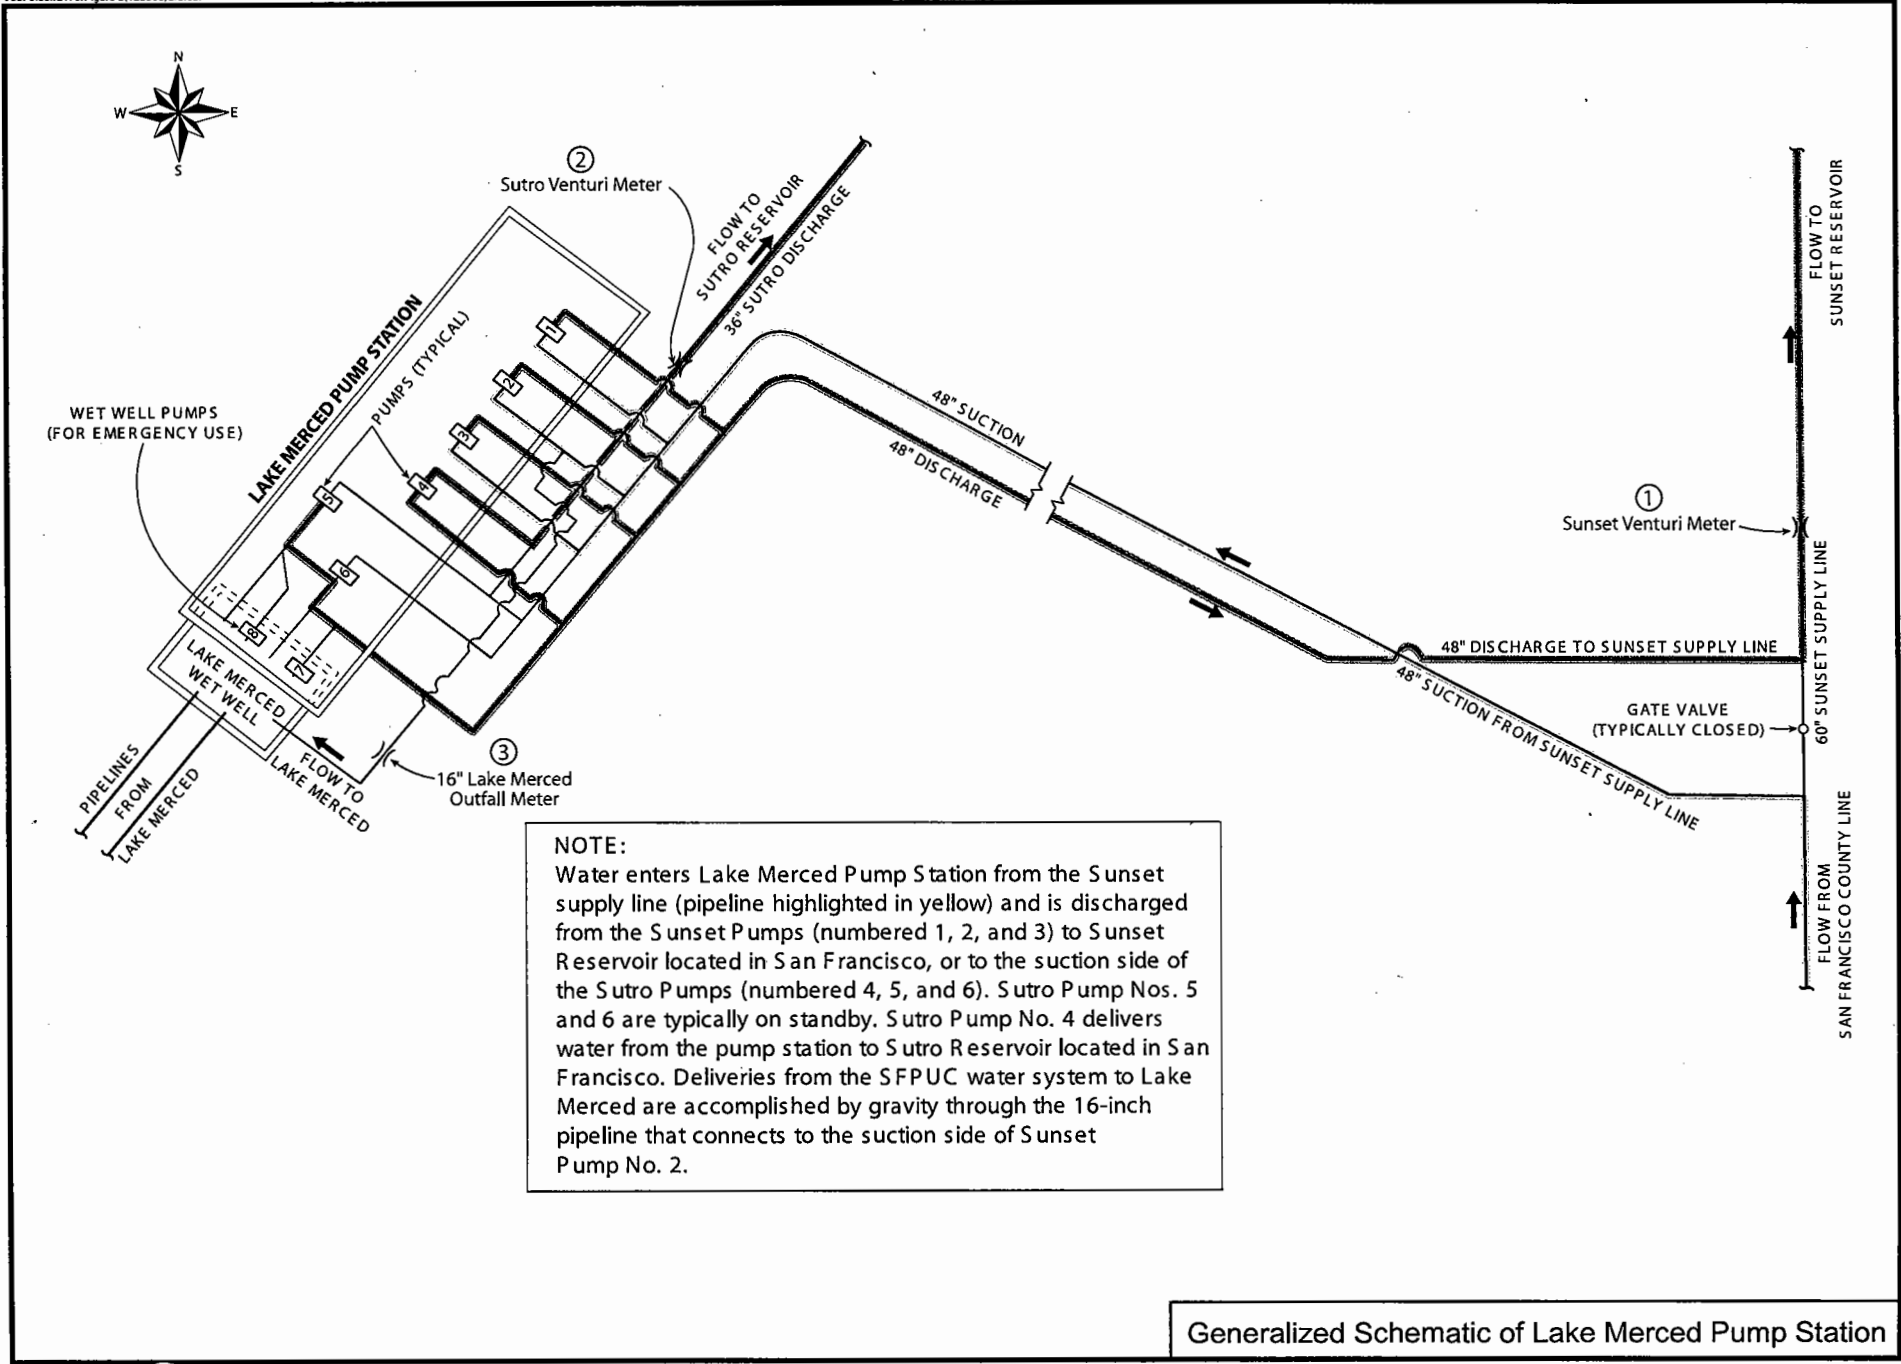 N
W
E
S
②
Sutro Venturi Meter
FLOW TO
SUTRO RESERVOIR
36" SUTRO DISCHARGE
LAKE MERCED PUMP STATION
PUMPS (TYPICAL)
WET WELL PUMPS
(FOR EMERGENCY USE)
1
2
3
4
5
6
8
7
LAKE MERCED
WET WELL
PIPELINES
FROM
LAKE MERCED
FLOW TO
LAKE MERCED
③
16" Lake Merced
Outfall Meter
48" SUCTION
48" DISCHARGE
FLOW TO
SUNSET RESERVOIR
①
Sunset Venturi Meter
60" SUNSET SUPPLY LINE
48" DISCHARGE TO SUNSET SUPPLY LINE
48" SUCTION FROM SUNSET SUPPLY LINE
GATE VALVE
(TYPICALLY CLOSED)
FLOW FROM
SAN FRANCISCO COUNTY LINE
NOTE:
Water enters Lake Merced Pump Station from the Sunset
supply line (pipeline highlighted in yellow) and is discharged
from the Sunset Pumps (numbered 1, 2, and 3) to Sunset
Reservoir located in San Francisco, or to the suction side of
the Sutro Pumps (numbered 4, 5, and 6). Sutro Pump Nos. 5
and 6 are typically on standby. Sutro Pump No. 4 delivers
water from the pump station to Sutro Reservoir located in San
Francisco. Deliveries from the SFPUC water system to Lake
Merced are accomplished by gravity through the 16-inch
pipeline that connects to the suction side of Sunset
Pump No. 2.
Generalized Schematic of Lake Merced Pump Station